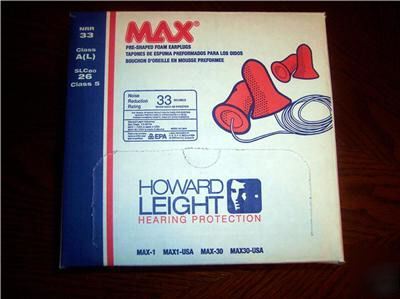 NRR
33
Class
A(L)
SLC80
26
Class 5
MAX®
PRE-SHAPED FOAM EARPLUGS
TAPONES DE ESPUMA PREFORMADOS PARA LOS OIDOS
BOUCHON D'OREILLE EN MOUSSE PREFORMEE
Noise
Reduction
Rating
33 DECIBELS
EPA
HOWARD
LEIGHT
HEARING PROTECTION
MAX-1 MAX1-USA MAX-30 MAX30-USA